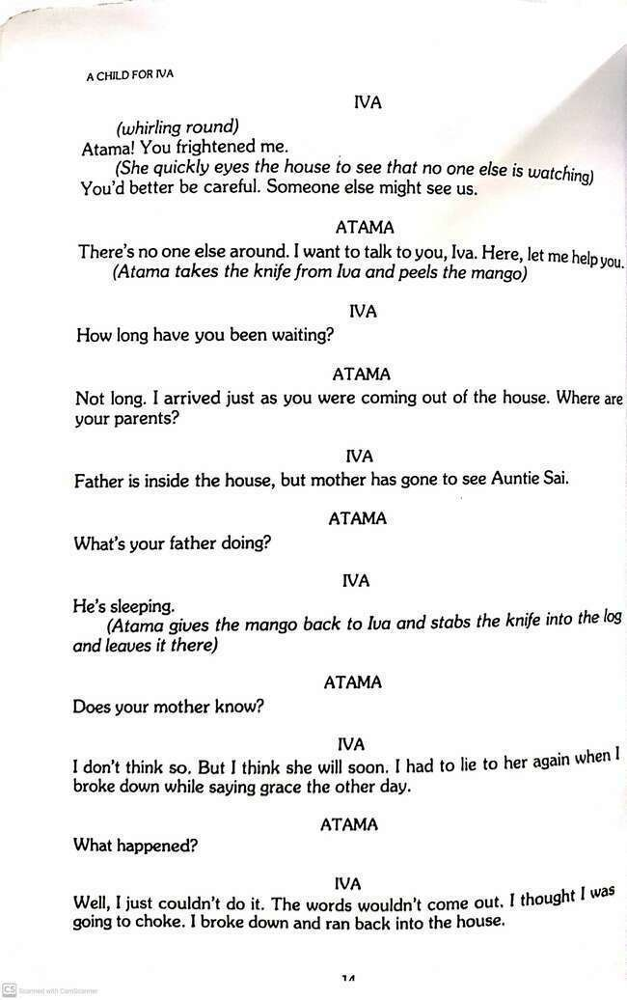 A CHILD FOR IVA
IVA
(whirling round)
Atama! You frightened me.
(She quickly eyes the house to see that no one else is watching)
You'd better be careful. Someone else might see us.
ATAMA
There's no one else around. I want to talk to you, Iva. Here, let me help you.
(Atama takes the knife from Iva and peels the mango)
IVA
How long have you been waiting?
ATAMA
Not long. I arrived just as you were coming out of the house. Where are
your parents?
IVA
Father is inside the house, but mother has gone to see Auntie Sai.
ATAMA
What's your father doing?
IVA
He's sleeping.
(Atama gives the mango back to Iva and stabs the knife into the log
and leaves it there)
ATAMA
Does your mother know?
IVA
I don't think so. But I think she will soon. I had to lie to her again when I
broke down while saying grace the other day.
ATAMA
What happened?
IVA
Well, I just couldn't do it. The words wouldn't come out. I thought I was
going to choke. I broke down and ran back into the house.
14
CS Scanned with CamScanner